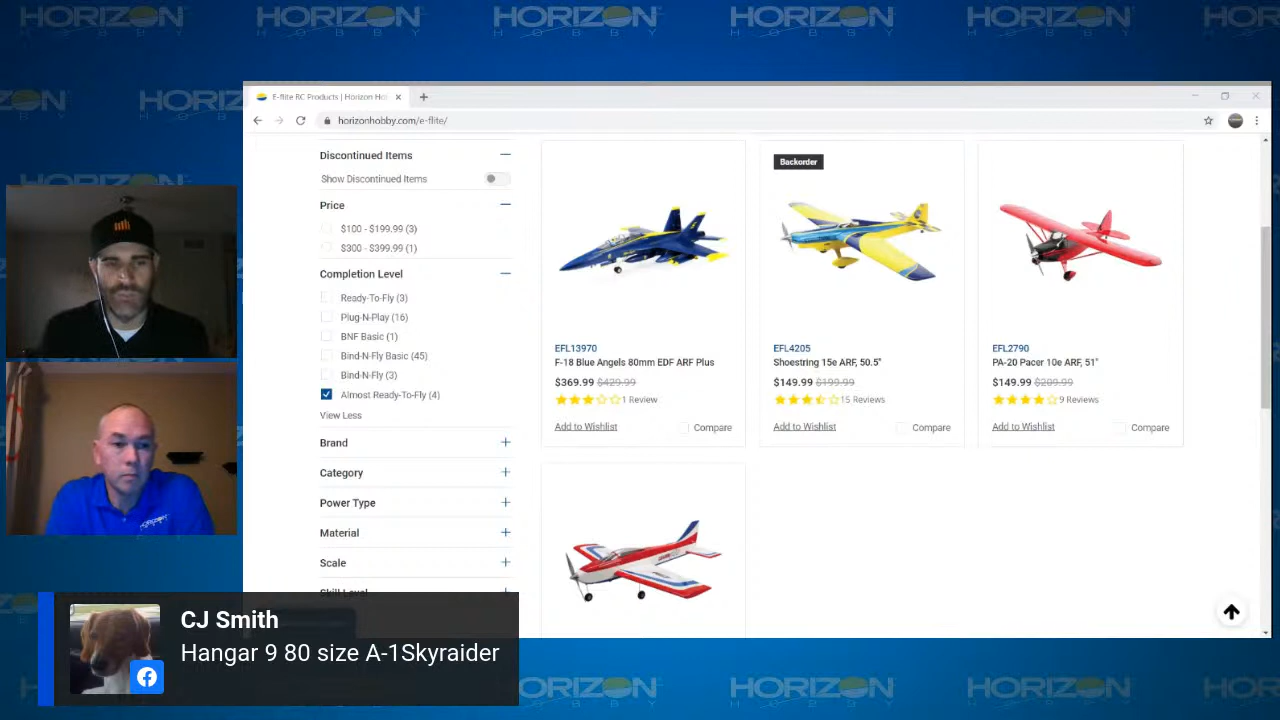 HORIZON
HOBBY
E-flite RC Products | Horizon Ho
horizonhobby.com/e-flite/
Discontinued Items
Show Discontinued Items
Price
$100 - $199.99 (3)
$300 - $399.99 (1)
Completion Level
Ready-To-Fly (3)
Plug-N-Play (16)
BNF Basic (1)
Bind-N-Fly Basic (45)
Bind-N-Fly (3)
Almost Ready-To-Fly (4)
View Less
Brand
Category
Power Type
Material
Scale
Skill Level
EFL13970
F-18 Blue Angels 80mm EDF ARF Plus
$369.99 $429.99
1 Review
Add to Wishlist Compare
Backorder
EFL4205
Shoestring 15e ARF, 50.5"
$149.99 $199.99
15 Reviews
Add to Wishlist Compare
EFL2790
PA-20 Pacer 10e ARF, 51"
$149.99 $209.99
9 Reviews
Add to Wishlist Compare
HORIZON
CJ Smith
Hangar 9 80 size A-1Skyraider